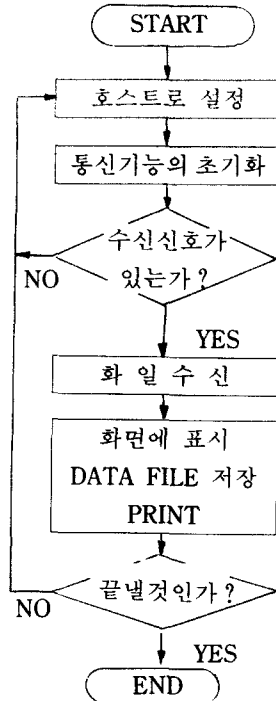 START
호스트로 설정
통신기능의 초기화
수신신호가
있는가?
NO
YES
화 일 수 신
화면에 표시
DATA FILE 저장
PRINT
끝낼것인가?
NO
YES
END